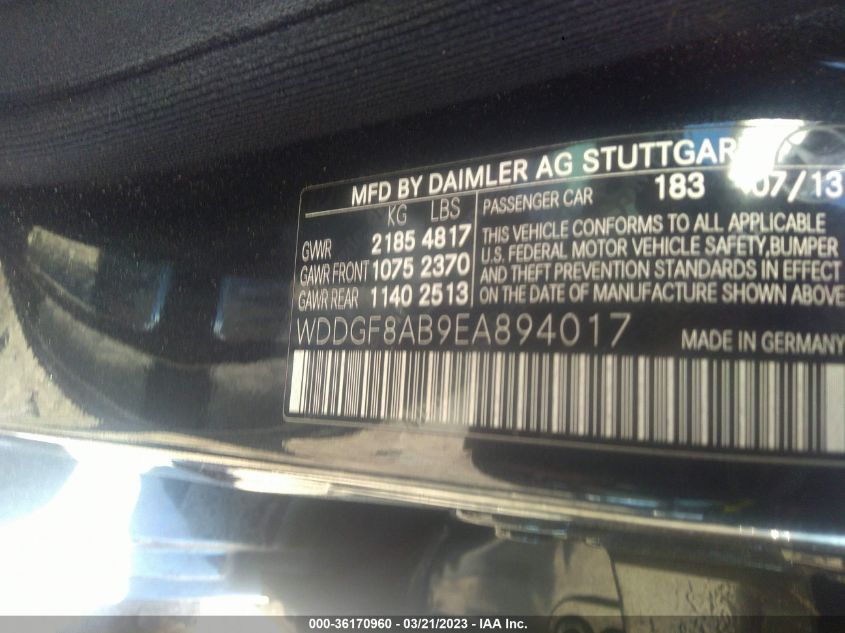 MFD BY DAIMLER AG STUTTGAR
KG LBS
GVWR 2185 4817
GAWR FRONT 1075 2370
GAWR REAR 1140 2513
PASSENGER CAR 183 07/13
THIS VEHICLE CONFORMS TO ALL APPLICABLE
U.S. FEDERAL MOTOR VEHICLE SAFETY,BUMPER
AND THEFT PREVENTION STANDARDS IN EFFECT
ON THE DATE OF MANUFACTURE SHOWN ABOVE
WDDGF8AB9EA894017
MADE IN GERMANY
000-36170960 - 03/21/2023 - IAA Inc.